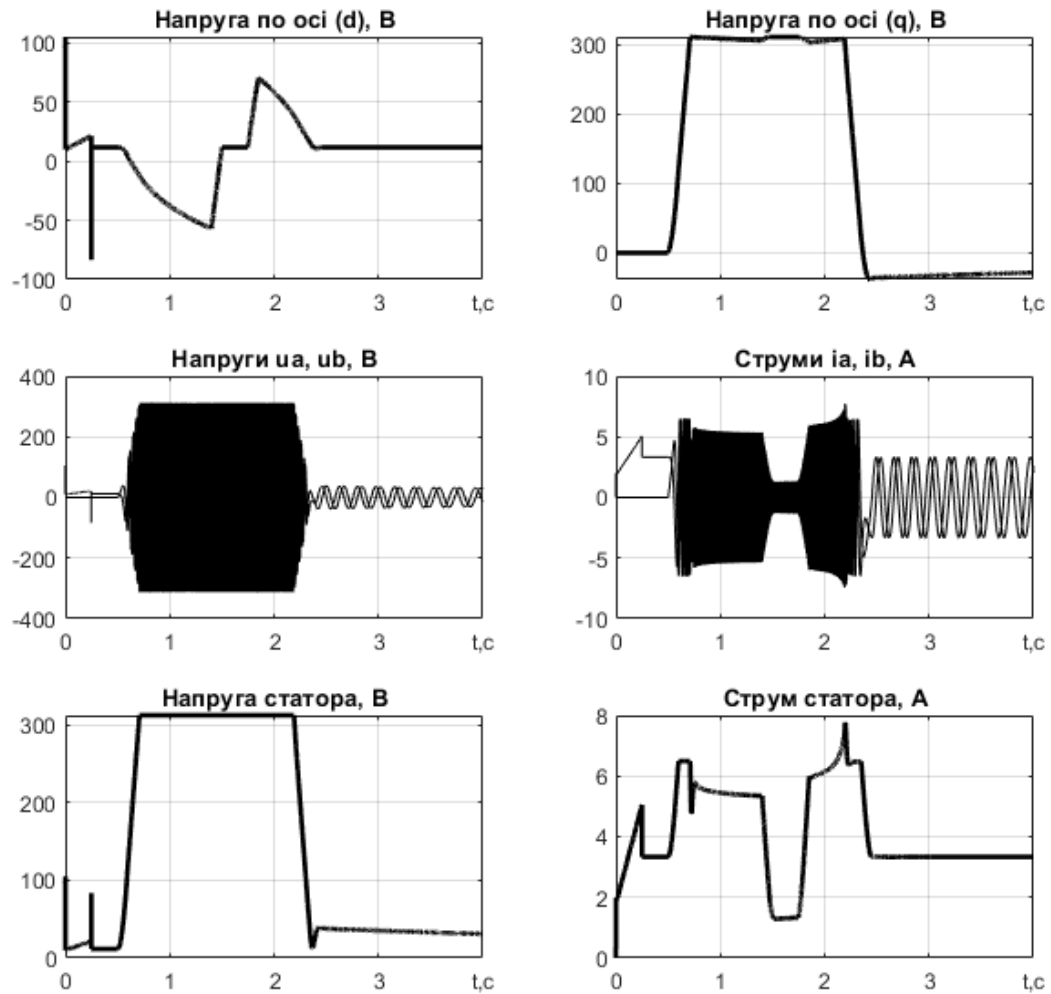 Напруга по осі (d), В
100
50
0
-50
-100
0 1 2 3 t,с
Напруга по осі (q), В
300
200
100
0
0 1 2 3 t,с
Напруги ua, ub, В
400
200
0
-200
-400
0 1 2 3 t,с
Струми ia, ib, А
10
5
0
-5
-10
0 1 2 3 t,с
Напруга статора, В
300
200
100
0
0 1 2 3 t,с
Струм статора, А
8
6
4
2
0
0 1 2 3 t,с